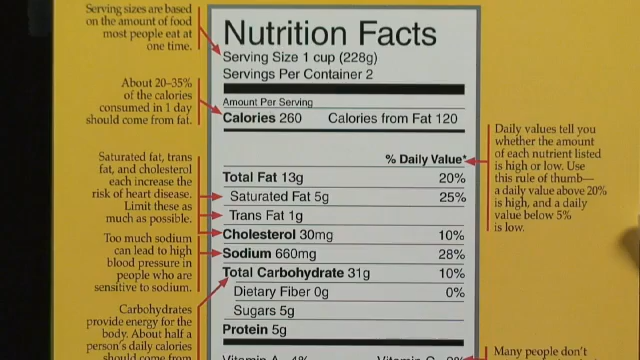 Serving sizes are based
on the amount of food
most people eat at
one time.
About 20–35%
of the calories
consumed in 1 day
should come from fat.
Saturated fat, trans
fat, and cholesterol
each increase the
risk of heart disease.
Limit these as
much as possible.
Too much sodium
can lead to high
blood pressure in
people who are
sensitive to sodium.
Carbohydrates
provide energy for the
body. About half a
person's daily calories
should come from
Nutrition Facts
Serving Size 1 cup (228g)
Servings Per Container 2
Amount Per Serving
Calories 260 Calories from Fat 120
% Daily Value*
Total Fat 13g 20%
Saturated Fat 5g 25%
Trans Fat 1g
Cholesterol 30mg 10%
Sodium 660mg 28%
Total Carbohydrate 31g 10%
Dietary Fiber 0g 0%
Sugars 5g
Protein 5g
Vitamin A 4% Vitamin C
Daily values tell you
whether the amount
of each nutrient listed
is high or low. Use
this rule of thumb—
a daily value above 20%
is high, and a daily
value below 5%
is low.
Many people don't